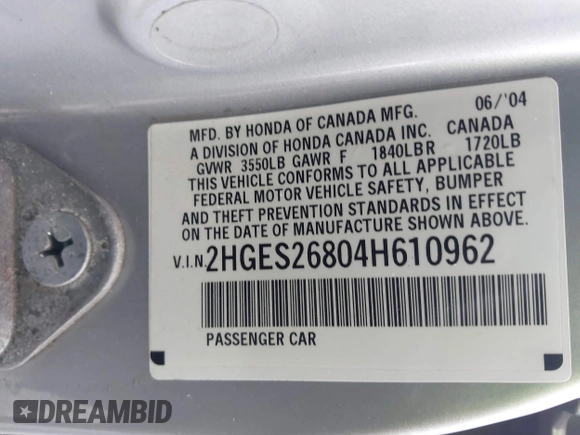 MFD. BY HONDA OF CANADA MFG. 06/'04
A DIVISION OF HONDA CANADA INC. CANADA
GVWR 3550LB GAWR F 1840LB R 1720LB
THIS VEHICLE CONFORMS TO ALL APPLICABLE
FEDERAL MOTOR VEHICLE SAFETY, BUMPER
AND THEFT PREVENTION STANDARDS IN EFFECT
ON THE DATE OF MANUFACTURE SHOWN ABOVE.
V.I.N. 2HGES26804H610962
PASSENGER CAR
DREAMBID